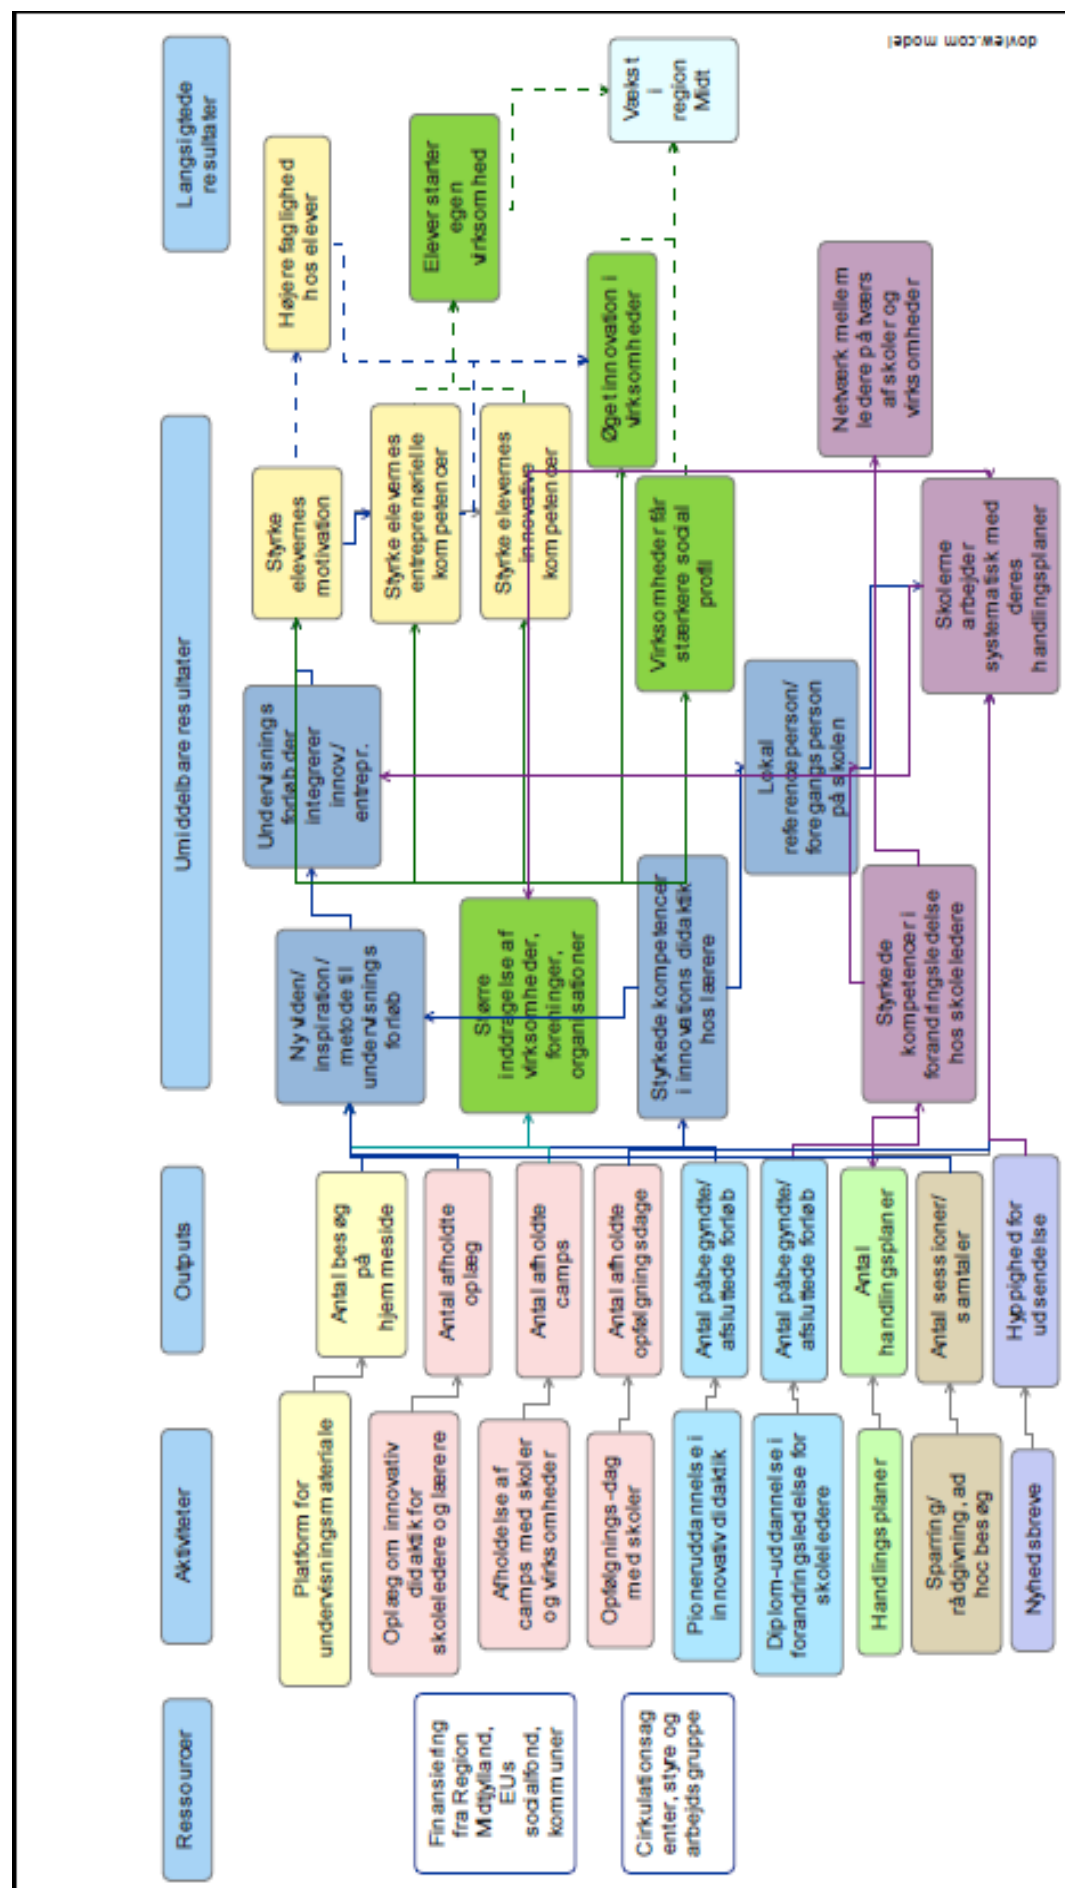 Ressourcer
Aktiviteter
Outputs
Umiddelbare resultater
Langsigtede
resultater
Finansiering
fra Region
Midtjylland,
EUs
socialfond,
kommuner
Cirkulationsag
enter, styre og
arbejdsgruppe
Platform for
undervisningsmateriale
Oplæg om innovativ
didaktik for
skoleledere og lærere
Afholdelse af
camps med skoler
og virksomheder
Opfølgnings-dag
med skoler
Pioneruddannelse i
innovativ didaktik
Diplom-uddannelse i
forandringsledelse for
skoleledere
Handlingsplaner
Sparring/
rådgivning, ad
hoc besøg
Nyhedsbreve
Antal besøg
på
hjemmeside
Antal afholdte
oplæg
Antal afholdte
camps
Antal afholdte
opfølgningsdage
Antal påbegyndte/
afsluttede forløb
Antal påbegyndte/
afsluttede forløb
Antal
handlingsplaner
Antal sessioner/
samtaler
Hyppighed for
udsendelse
Ny viden/
inspiration/
metode til
undervisnings
forløb
Større
inddragelse af
virksomheder,
foreninger,
organisationer
Styrkede kompetencer
i innovations didaktik
hos lærere
Styrkede
kompetencer i
forandringsledelse
hos skoleledere
Undervisnings
forløb der
integrerer
innov./
entrepr.
Lokal
referenceperson/
foregangsperson
på skolen
Styrke
elevernes
motivation
Styrke elevernes
entreprenørielle
kompetencer
Styrke elevernes
innovative
kompetencer
Virksomheder får
stærkere social
profil
Skolerne
arbejder
systematisk med
deres
handlingsplaner
Højere faglighed
hos elever
Elever starter
egen
virksomhed
Øget innovation i
virksomheder
Netværk mellem
ledere på tværs
af skoler og
virksomheder
Vækst
i
region
Midt
doview.com model